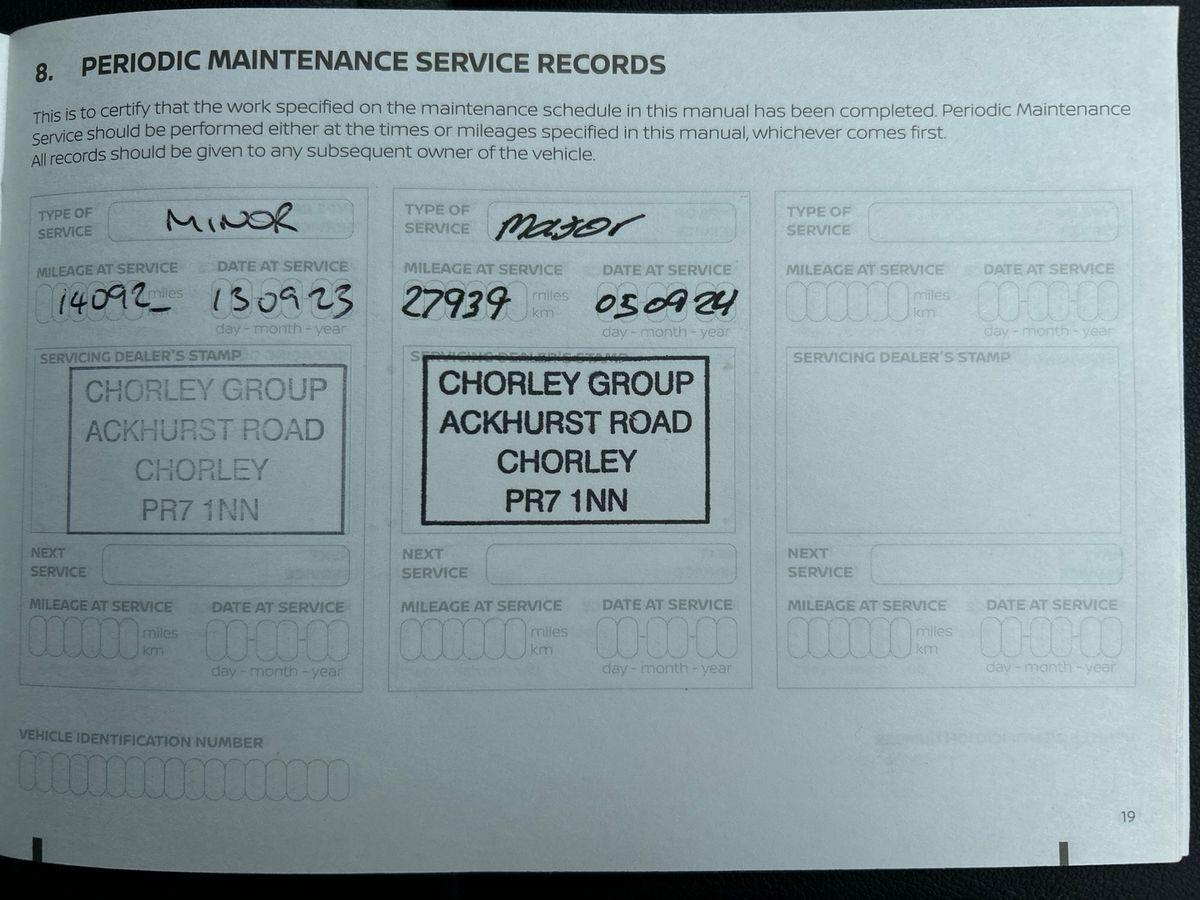 8. PERIODIC MAINTENANCE SERVICE RECORDS
This is to certify that the work specified on the maintenance schedule in this manual has been completed. Periodic Maintenance
Service should be performed either at the times or mileages specified in this manual, whichever comes first.
All records should be given to any subsequent owner of the vehicle.
TYPE OF
SERVICE
MINOR
MILEAGE AT SERVICE
DATE AT SERVICE
14092
miles
130923
day - month - year
SERVICING DEALER'S STAMP
CHORLEY GROUP
ACKHURST ROAD
CHORLEY
PR7 1NN
NEXT
SERVICE
MILEAGE AT SERVICE
DATE AT SERVICE
miles
km
day - month - year
TYPE OF
SERVICE
Major
MILEAGE AT SERVICE
DATE AT SERVICE
27939
miles
km
050924
day - month - year
SERVICING DEALER'S STAMP
CHORLEY GROUP
ACKHURST ROAD
CHORLEY
PR7 1NN
NEXT
SERVICE
MILEAGE AT SERVICE
DATE AT SERVICE
miles
km
day - month - year
TYPE OF
SERVICE
MILEAGE AT SERVICE
DATE AT SERVICE
miles
km
day - month - year
SERVICING DEALER'S STAMP
NEXT
SERVICE
MILEAGE AT SERVICE
DATE AT SERVICE
miles
km
day - month - year
VEHICLE IDENTIFICATION NUMBER
19